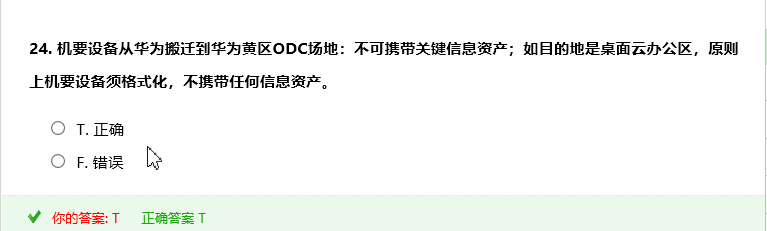 24. 机要设备从华为搬迁到华为黄区ODC场地：不可携带关键信息资产；如目的地是桌面云办公区，原则
上机要设备须格式化，不携带任何信息资产。
T. 正确
F. 错误
你的答案: T 正确答案 T